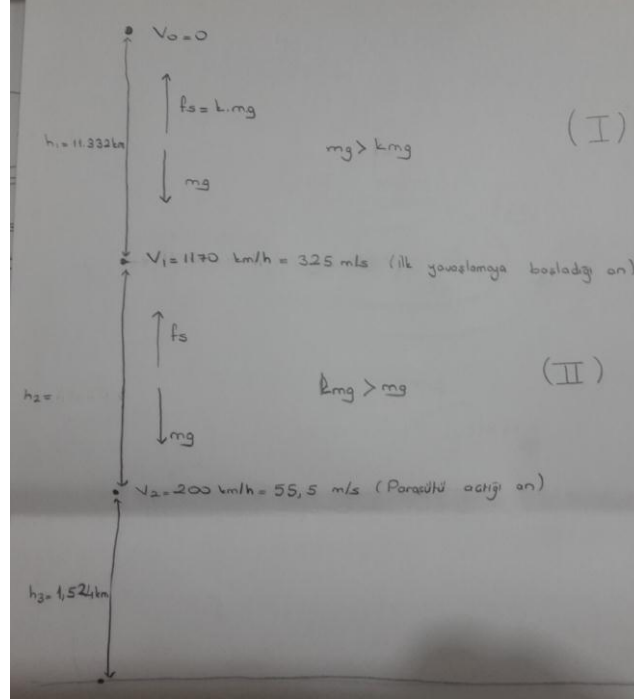 V₀=0
fs = k.mg
(I)
h₁ = 11.332km
mg > kmg
mg
V₁ = 1170 km/h = 325 m/s (ilk yavaşlamaya başladığı an)
fs
(II)
kmg > mg
h₂ =
mg
V₂ = 200 km/h = 55,5 m/s (Paraşütü açtığı an)
h₃ = 1,524km